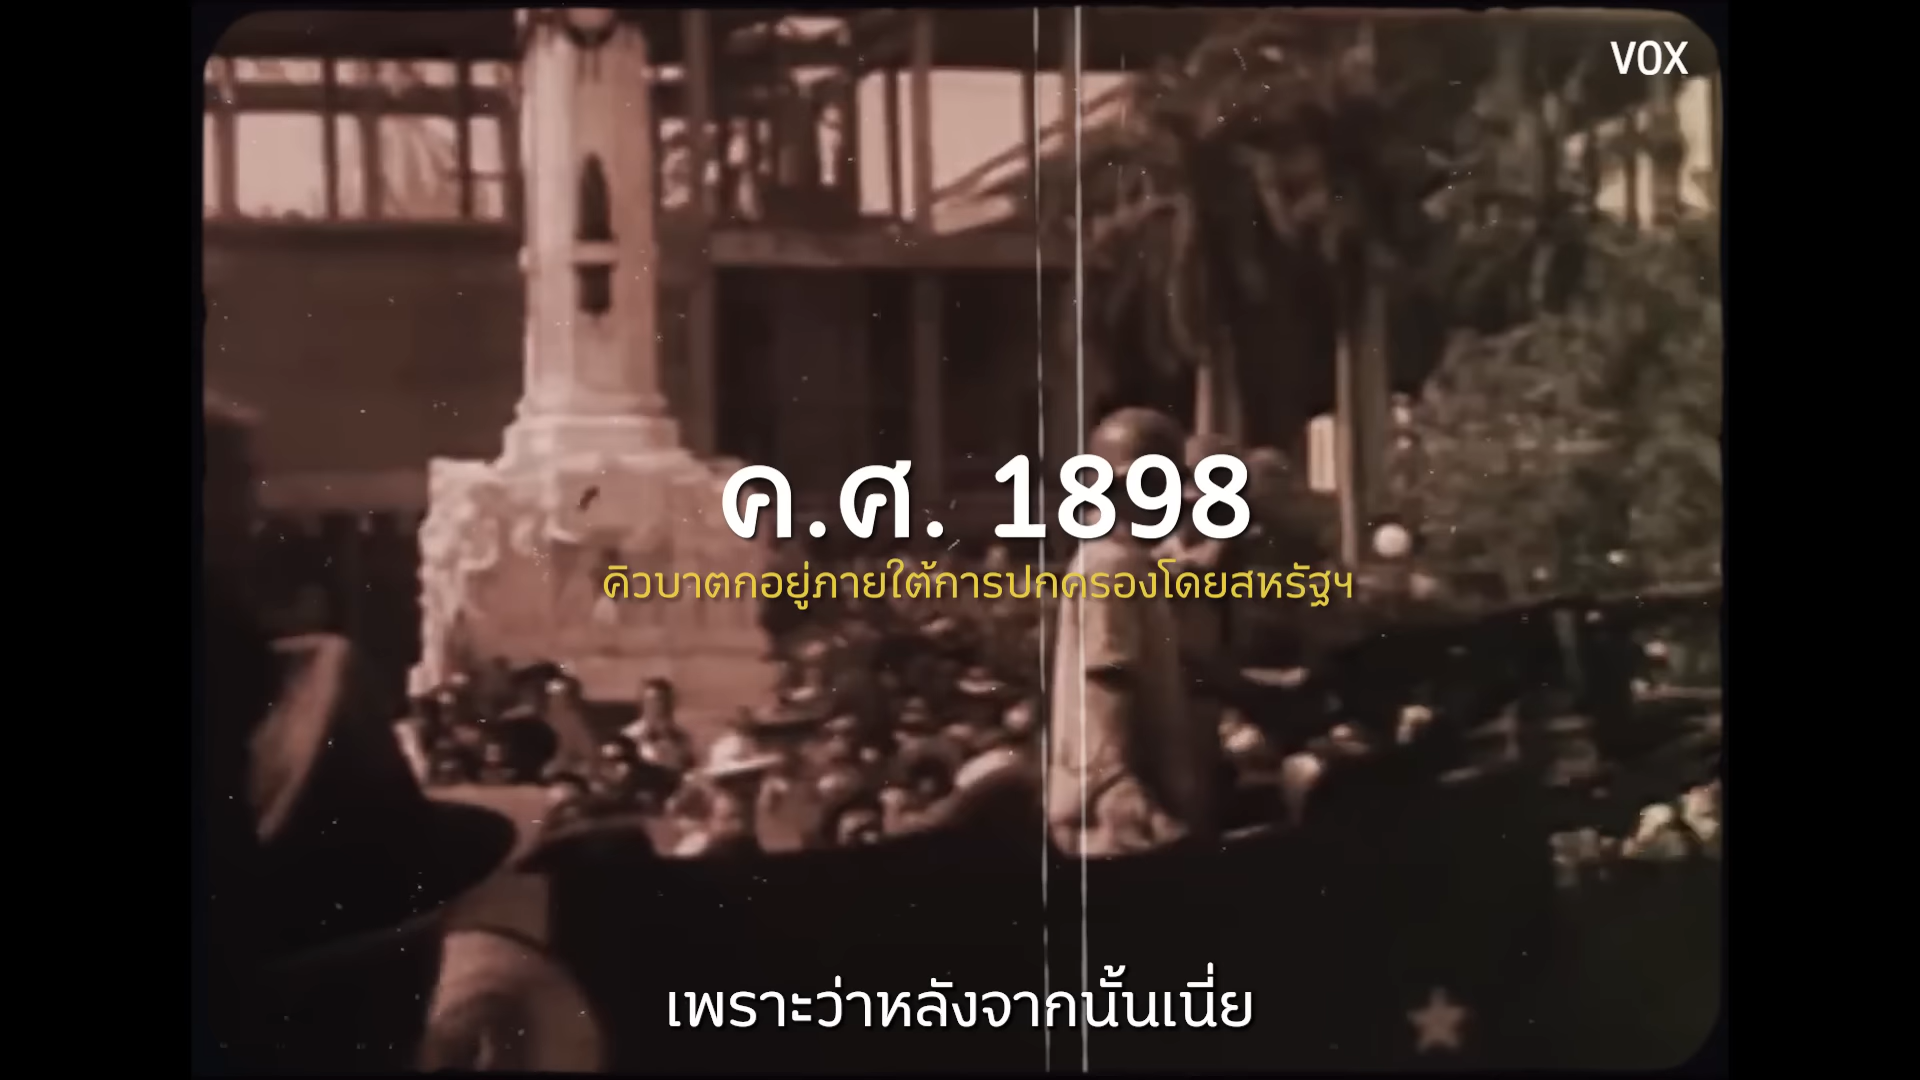 VOX
ค.ศ. 1898
คิวบาตกอยู่ภายใต้การปกครองโดยสหรัฐฯ
เพราะว่าหลังจากนั้นเนี่ย